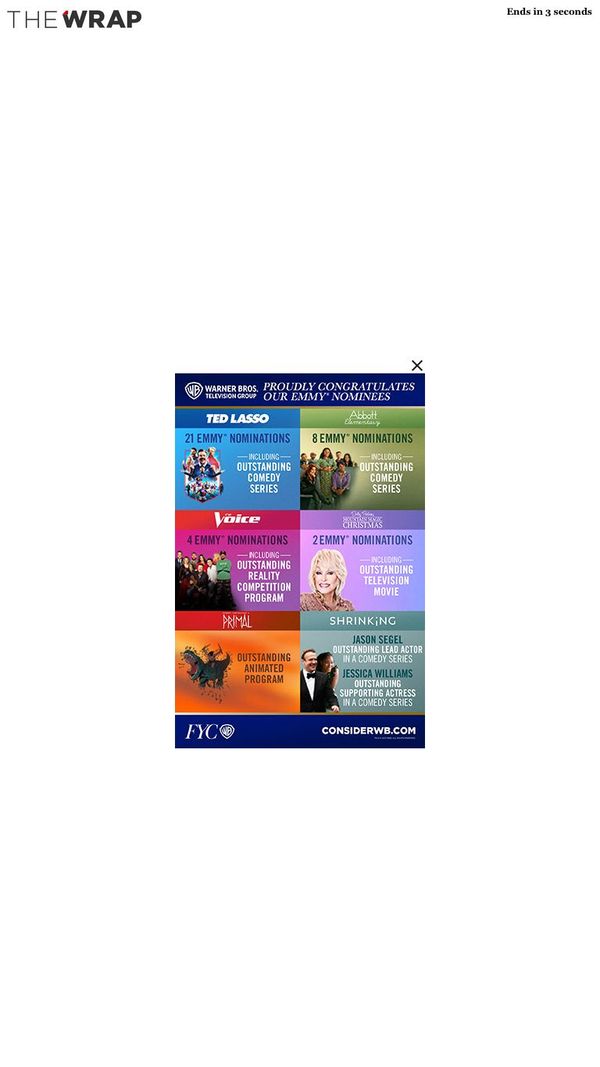 THE WRAP
Ends in 3 seconds
WB WARNER BROS.
TELEVISION GROUP
PROUDLY CONGRATULATES
OUR EMMY® NOMINEES
TED LASSO
21 EMMY® NOMINATIONS
INCLUDING
OUTSTANDING
COMEDY
SERIES
Abbott
Elementary
8 EMMY® NOMINATIONS
INCLUDING
OUTSTANDING
COMEDY
SERIES
THE
Voice
4 EMMY® NOMINATIONS
INCLUDING
OUTSTANDING
REALITY
COMPETITION
PROGRAM
Dolly Parton's
MOUNTAIN MAGIC
CHRISTMAS
2 EMMY® NOMINATIONS
INCLUDING
OUTSTANDING
TELEVISION
MOVIE
PRIMAL
OUTSTANDING
ANIMATED
PROGRAM
SHRINKING
JASON SEGEL
OUTSTANDING LEAD ACTOR
IN A COMEDY SERIES
JESSICA WILLIAMS
OUTSTANDING
SUPPORTING ACTRESS
IN A COMEDY SERIES
FYC WB
CONSIDERWB.COM